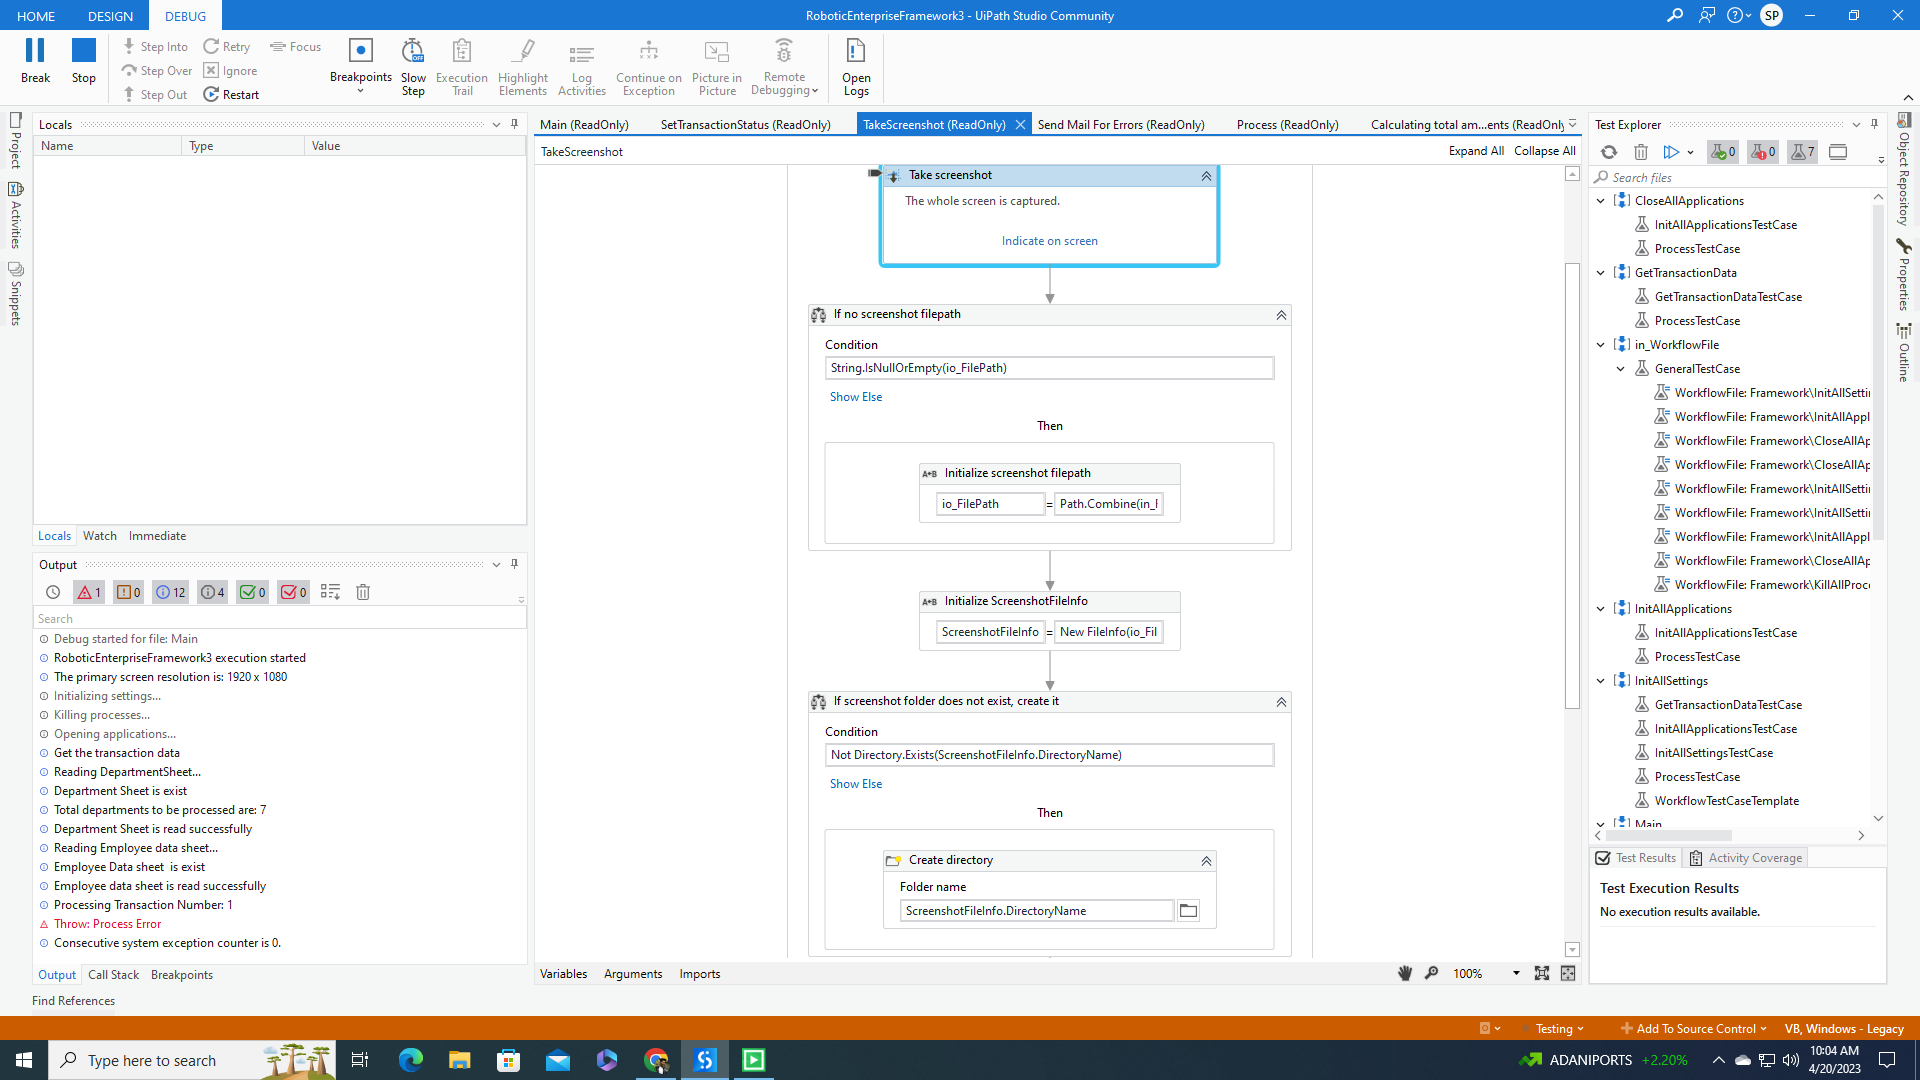 HOME DESIGN DEBUG
RoboticEnterpriseFramework3 - UiPath Studio Community
SP
Break
Stop
Step Into
Step Over
Step Out
Retry
Ignore
Restart
Focus
Breakpoints
Slow Step
Execution Trail
Highlight Elements
Log Activities
Continue on Exception
Picture in Picture
Remote Debugging
Open Logs
Project
Activities
Snippets
Locals
Name Type Value
Locals Watch Immediate
Output
1 0 12 4 0 0
Search
Debug started for file: Main
RoboticEnterpriseFramework3 execution started
The primary screen resolution is: 1920 x 1080
Initializing settings...
Killing processes...
Opening applications...
Get the transaction data
Reading DepartmentSheet...
Department Sheet is exist
Total departments to be processed are: 7
Department Sheet is read successfully
Reading Employee data sheet...
Employee Data sheet is exist
Employee data sheet is read successfully
Processing Transaction Number: 1
Throw: Process Error
Consecutive system exception counter is 0.
Output Call Stack Breakpoints
Find References
Main (ReadOnly) SetTransactionStatus (ReadOnly) TakeScreenshot (ReadOnly) Send Mail For Errors (ReadOnly) Process (ReadOnly) Calculating total am...ents (ReadOnly
TakeScreenshot
Expand All Collapse All
Take screenshot
The whole screen is captured.
Indicate on screen
If no screenshot filepath
Condition
String.IsNullOrEmpty(io_FilePath)
Show Else
Then
A+B Initialize screenshot filepath
io_FilePath = Path.Combine(in_F
A+B Initialize ScreenshotFileInfo
ScreenshotFileInfo = New FileInfo(io_Fil
If screenshot folder does not exist, create it
Condition
Not Directory.Exists(ScreenshotFileInfo.DirectoryName)
Show Else
Then
Create directory
Folder name
ScreenshotFileInfo.DirectoryName
Variables Arguments Imports
100%
Test Explorer
0 0 7
Search files
CloseAllApplications
InitAllApplicationsTestCase
ProcessTestCase
GetTransactionData
GetTransactionDataTestCase
ProcessTestCase
in_WorkflowFile
GeneralTestCase
WorkflowFile: Framework\InitAllSettin
WorkflowFile: Framework\InitAllAppl
WorkflowFile: Framework\CloseAllAp
WorkflowFile: Framework\CloseAllAp
WorkflowFile: Framework\InitAllSettin
WorkflowFile: Framework\InitAllSettin
WorkflowFile: Framework\InitAllAppl
WorkflowFile: Framework\CloseAllAp
WorkflowFile: Framework\KillAllProce
InitAllApplications
InitAllApplicationsTestCase
ProcessTestCase
InitAllSettings
GetTransactionDataTestCase
InitAllApplicationsTestCase
InitAllSettingsTestCase
ProcessTestCase
WorkflowTestCaseTemplate
Main
Test Results Activity Coverage
Test Execution Results
No execution results available.
Object Repository
Properties
Outline
Testing
Add To Source Control
VB, Windows - Legacy
Type here to search
ADANIPORTS +2.20%
10:04 AM
4/20/2023